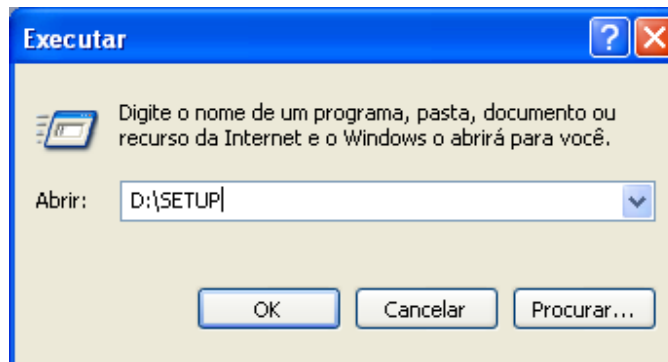 Executar
Digite o nome de um programa, pasta, documento ou
recurso da Internet e o Windows o abrirá para você.
Abrir: D:\SETUP
OK Cancelar Procurar...